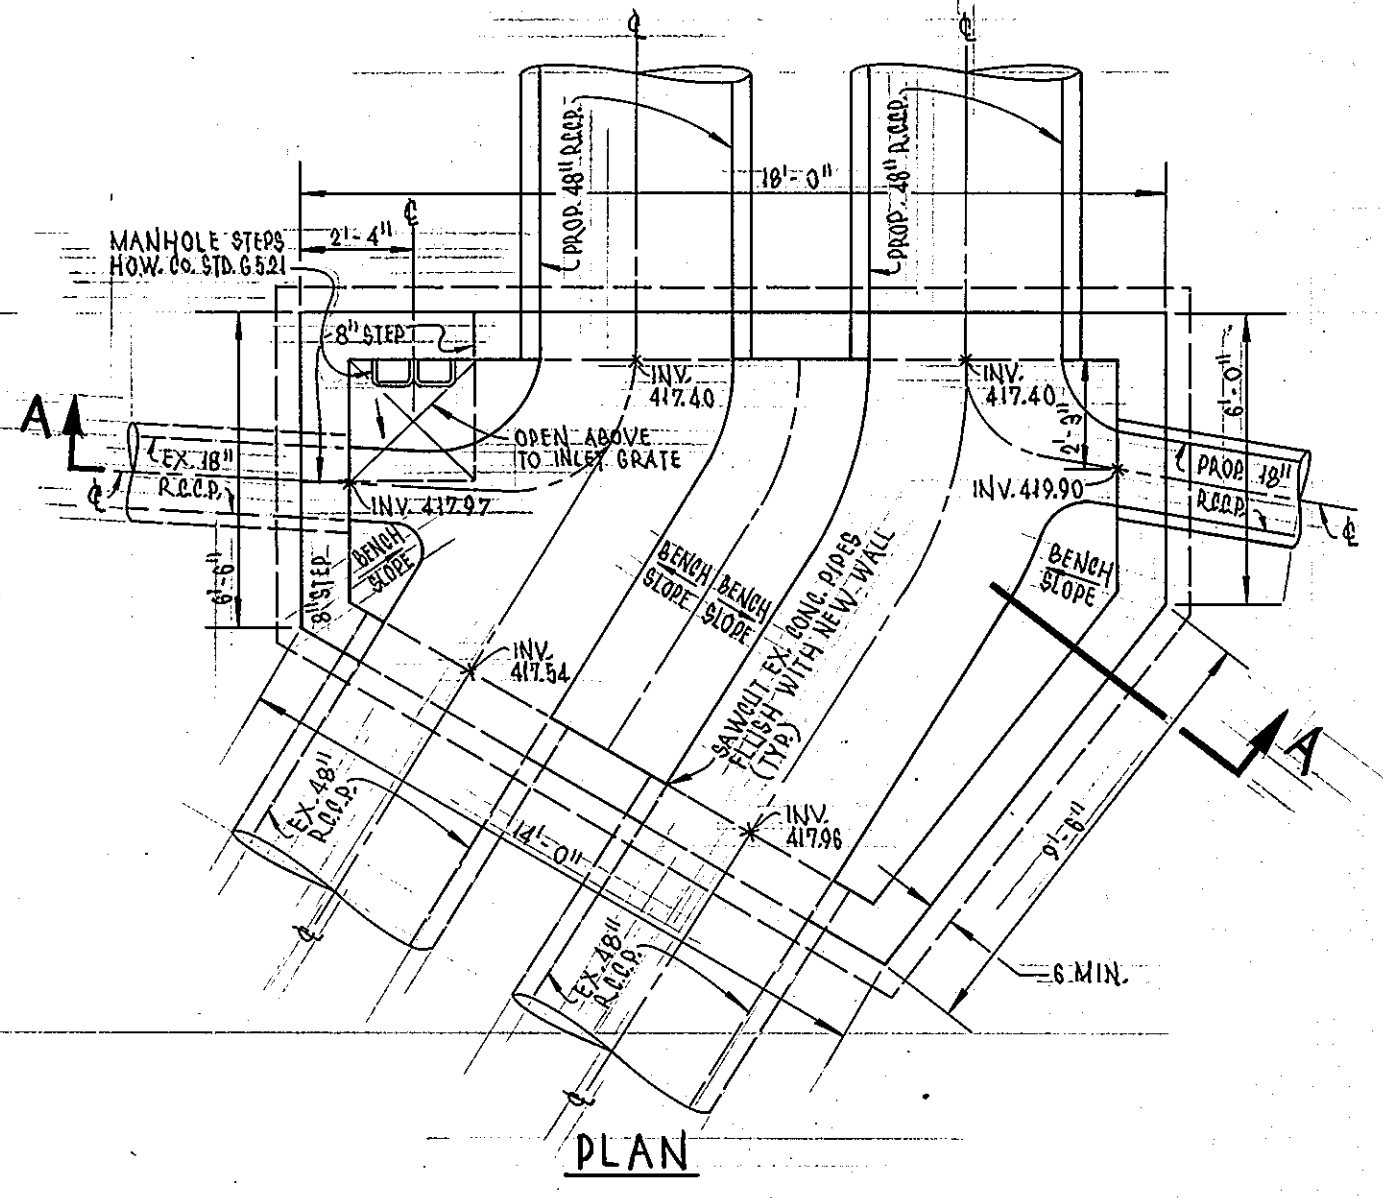 ℄
℄
PROP. 48" R.C.C.P.
PROP. 48" R.C.C.P.
18'-0"
℄
2'-4"
MANHOLE STEPS
HOW. CO. STD. G5.21
8" STEP
INV.
417.40
INV.
417.40
6'-0"
2'-3"
A
OPEN ABOVE
TO INLET GRATE
EX. 18"
R.C.C.P.
℄
INV. 417.97
INV. 419.90
PROP. 18"
R.C.C.P.
℄
6'-6"
8" STEP
BENCH
SLOPE
BENCH
SLOPE
BENCH
SLOPE
BENCH
SLOPE
SAWCUT EX. CONC. PIPES
FLUSH WITH NEW WALL
(TYP.)
INV.
417.54
A
EX. 48"
R.C.C.P.
14'-0"
INV.
417.96
9'-6"
℄
EX. 48"
R.C.C.P.
6 MIN.
℄
PLAN